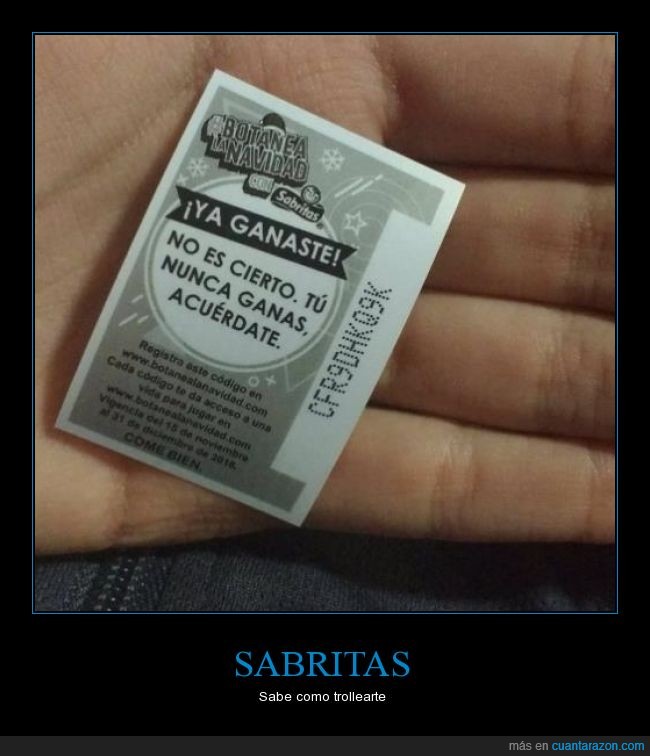 BOTANEA
LA NAVIDAD
CON
Sabritas
¡YA GANASTE!
NO ES CIERTO. TÚ
NUNCA GANAS,
ACUÉRDATE.
Registra este código en
www.botanealanavidad.com
Cada código te da acceso a una
vida para jugar en
www.botanealanavidad.com
Vigencia del 15 de noviembre
al 31 de diciembre de 2016.
COME BIEN.
CFR9DHKQ9K
SABRITAS
Sabe como trollearte
más en cuantarazon.com